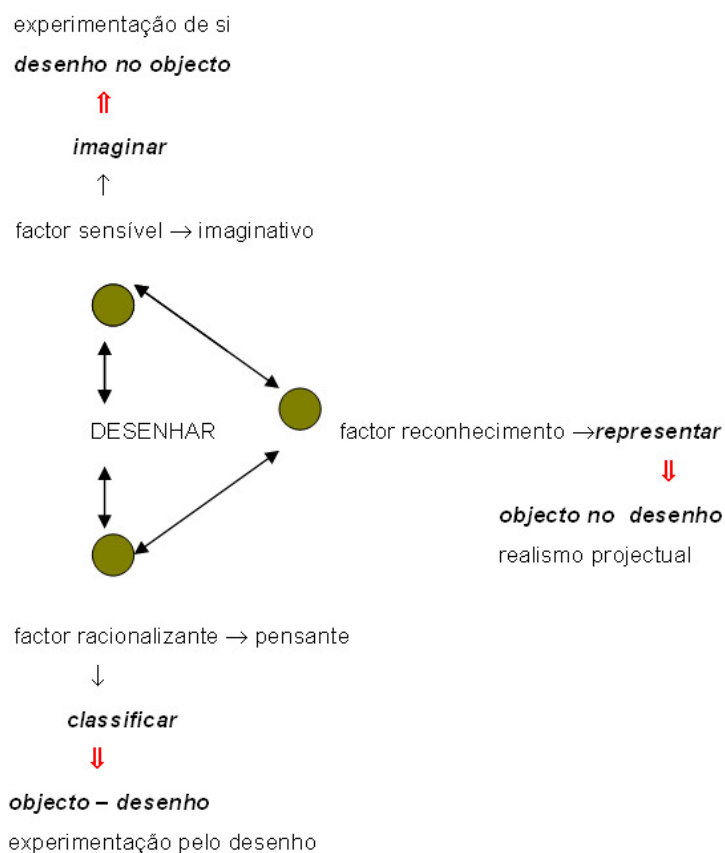 experimentação de si
desenho no objecto
⇑
imaginar
↑
factor sensível → imaginativo
DESENHAR
factor reconhecimento →representar
⇓
objecto no desenho
realismo projectual
factor racionalizante → pensante
↓
classificar
⇓
objecto – desenho
experimentação pelo desenho